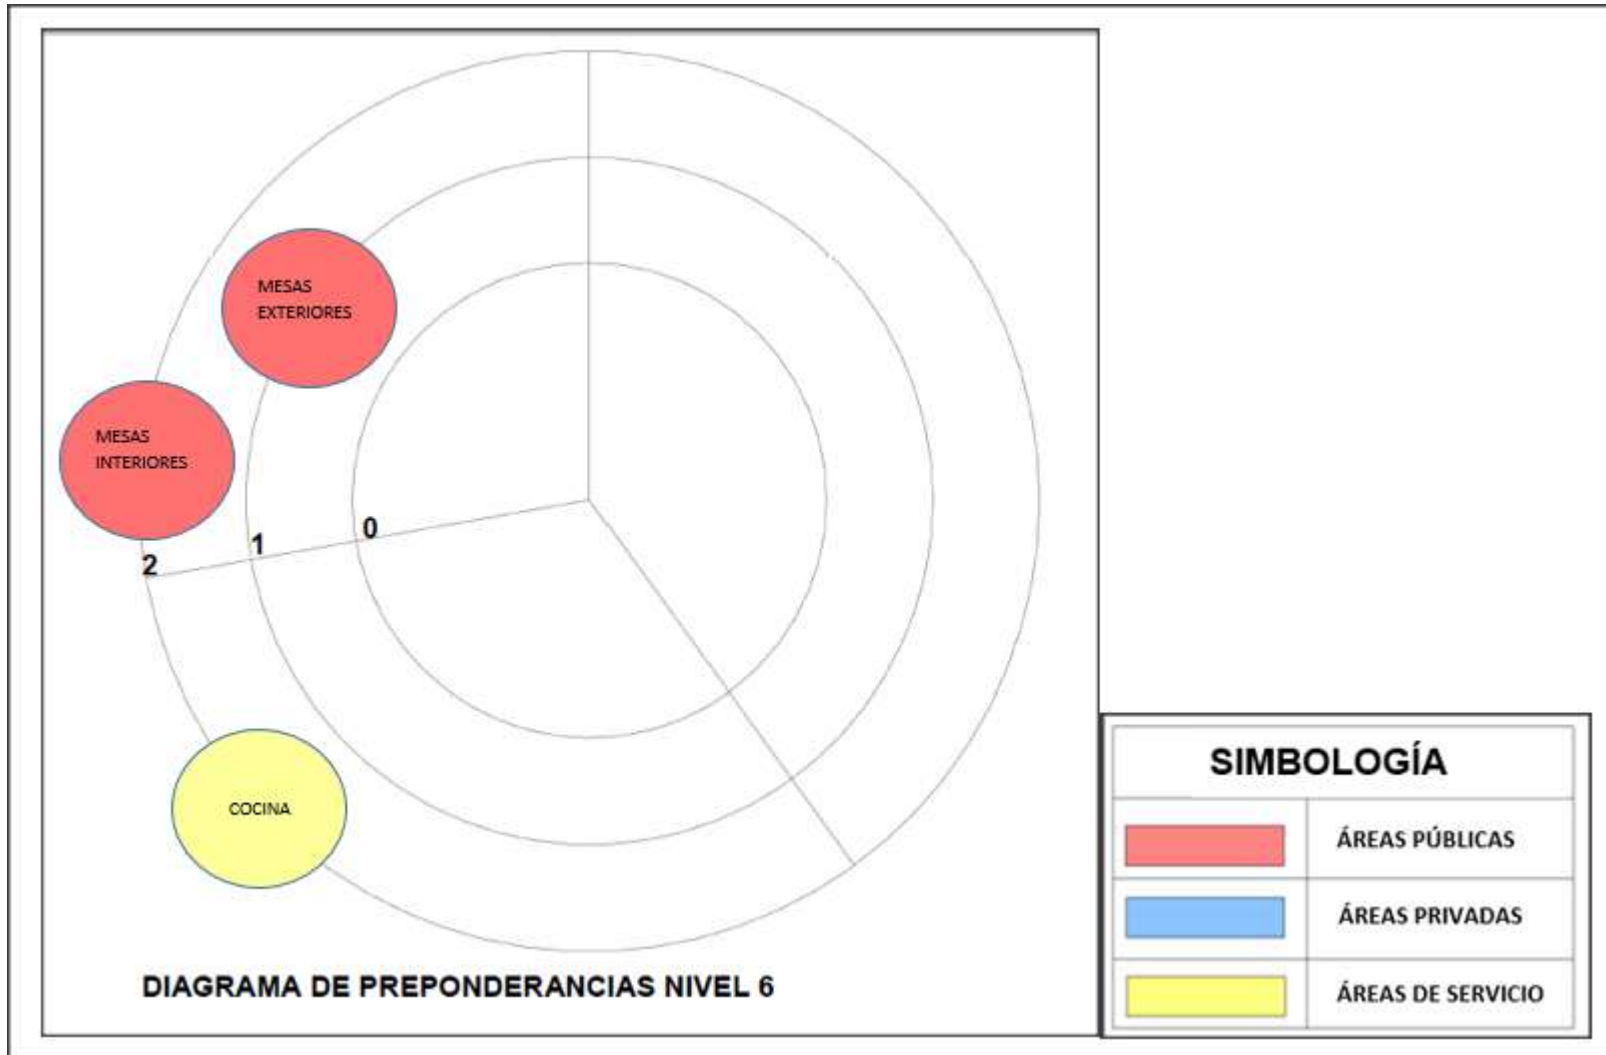 MESAS
EXTERIORES
MESAS
INTERIORES
0
1
2
COCINA
DIAGRAMA DE PREPONDERANCIAS NIVEL 6
SIMBOLOGÍA
ÁREAS PÚBLICAS
ÁREAS PRIVADAS
ÁREAS DE SERVICIO